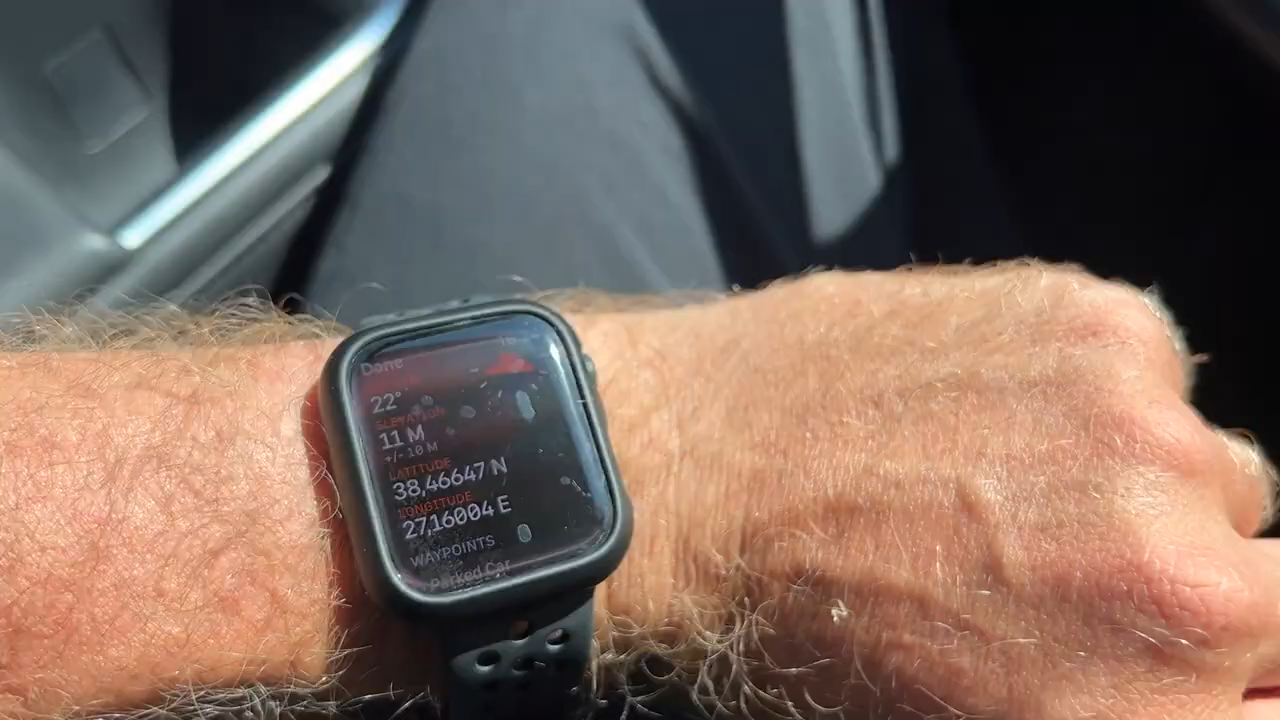 Done
22°
ELEVATION
11 M
+/- 10 M
LATITUDE
38,46647 N
LONGITUDE
27,16004 E
WAYPOINTS
Parked Car